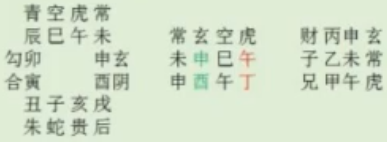 青空虎常
辰巳午未 常玄空虎 财丙申玄
勾卯 申玄 未申巳午 子乙未常
合寅 酉阴 申酉午丁 兄甲午虎
丑子亥戌
朱蛇贵后